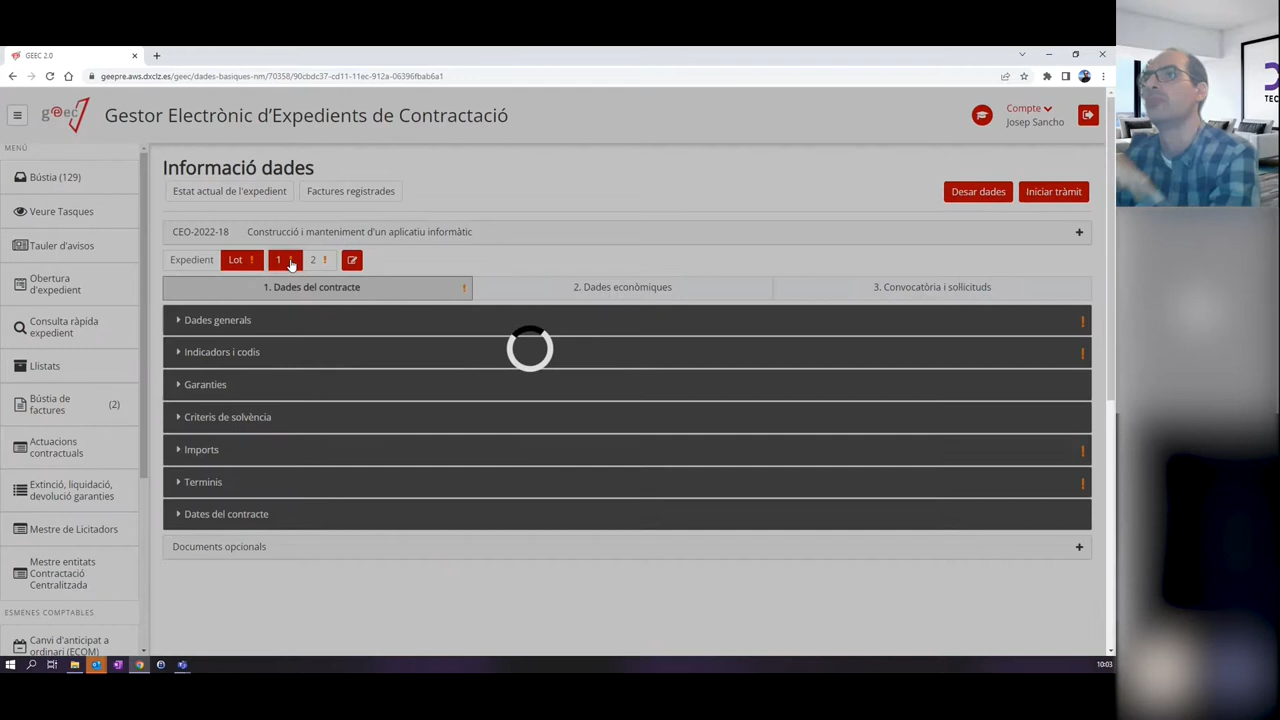 GEEC 2.0
geepre.aws.dxclz.es/geec/dades-basiques-nm/70358/90cbdc37-cd11-11ec-912a-06396fbab6a1
geec
Gestor Electrònic d'Expedients de Contractació
Compte
Josep Sancho
TEC
MENÚ
Bústia (129)
Veure Tasques
Tauler d'avisos
Obertura
d'expedient
Consulta ràpida
expedient
Llistats
Bústia de
factures
(2)
Actuacions
contractuals
Extinció, liquidació,
devolució garanties
Mestre de Licitadors
Mestre entitats
Contractació
Centralitzada
ESMENES COMPTABLES
Canvi d'anticipat a
ordinari (ECOM)
Informació dades
Estat actual de l'expedient
Factures registrades
Desar dades
Iniciar tràmit
CEO-2022-18 Construcció i manteniment d'un aplicatiu informàtic +
Expedient Lot ! 1 ! 2 !
1. Dades del contracte !
2. Dades econòmiques
3. Convocatòria i sol·licituds
Dades generals !
Indicadors i codis !
Garanties
Criteris de solvència
Imports !
Terminis !
Dates del contracte
Documents opcionals +
10:03